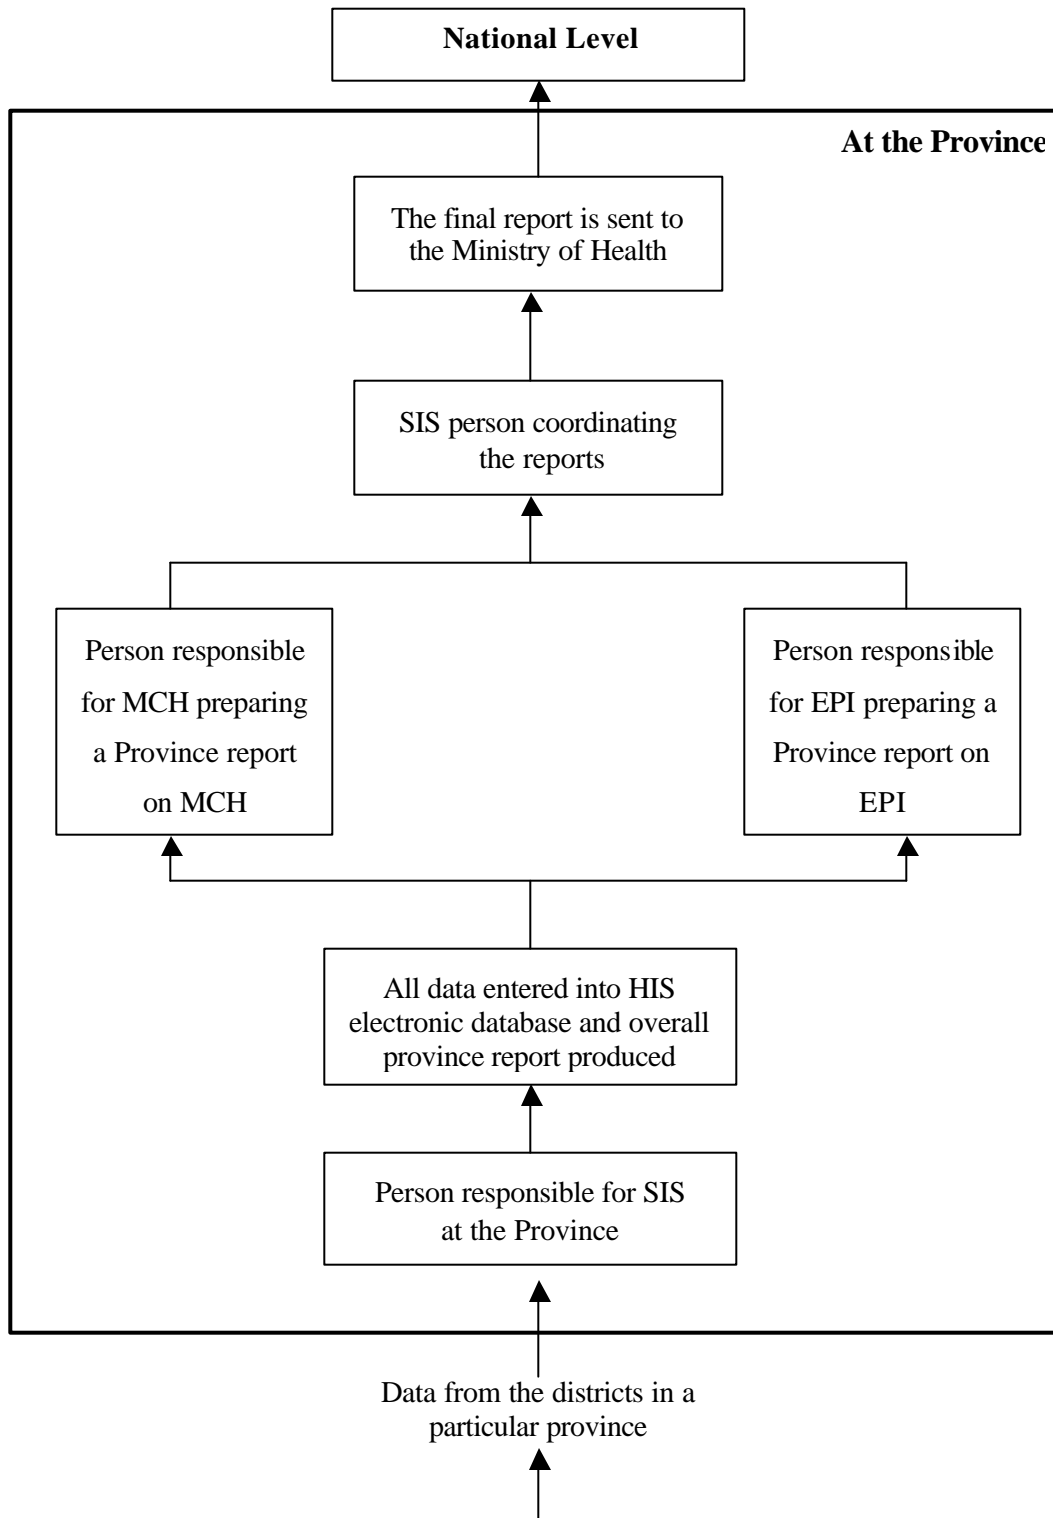 National Level
At the Province
The final report is sent to
the Ministry of Health
SIS person coordinating
the reports
Person responsible
for MCH preparing
a Province report
on MCH
Person responsible
for EPI preparing a
Province report on
EPI
All data entered into HIS
electronic database and overall
province report produced
Person responsible for SIS
at the Province
Data from the districts in a
particular province